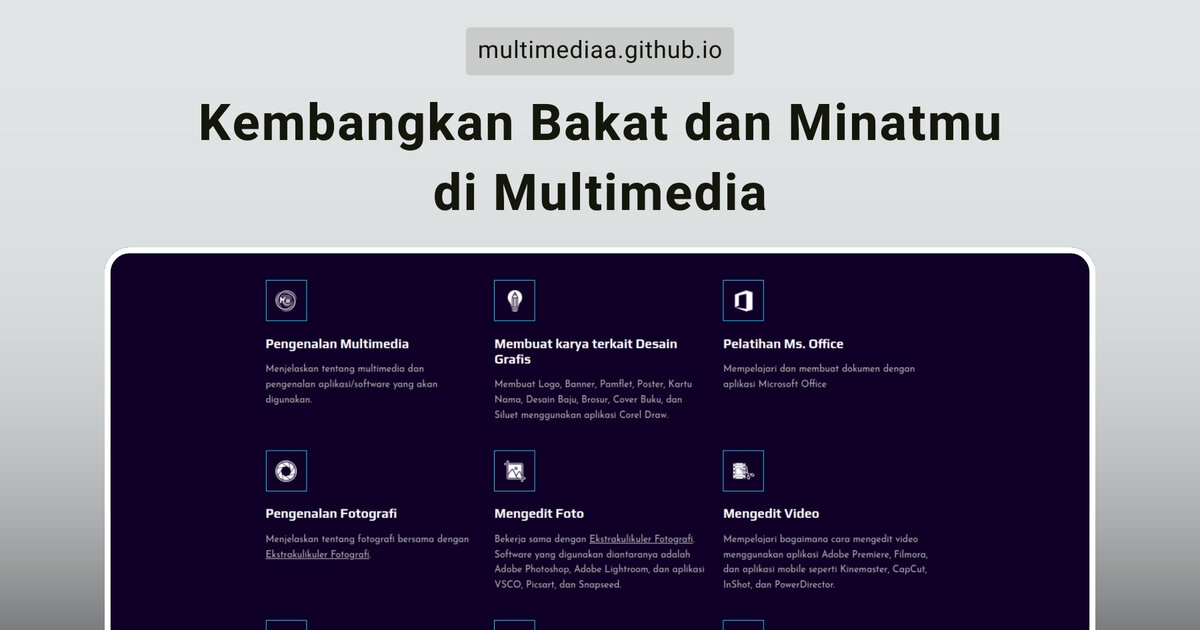 multimediaa.github.io
Kembangkan Bakat dan Minatmu
di Multimedia
Pengenalan Multimedia
Menjelaskan tentang multimedia dan
pengenalan aplikasi/software yang akan
digunakan.
Membuat karya terkait Desain
Grafis
Membuat Logo, Banner, Pamflet, Poster, Kartu
Nama, Desain Baju, Brosur, Cover Buku, dan
Siluet menggunakan aplikasi Corel Draw.
Pelatihan Ms. Office
Mempelajari dan membuat dokumen dengan
aplikasi Microsoft Office
Pengenalan Fotografi
Menjelaskan tentang fotografi bersama dengan
Ekstrakulikuler Fotografi.
Mengedit Foto
Bekerja sama dengan Ekstrakulikuler Fotografi.
Software yang digunakan diantaranya adalah
Adobe Photoshop, Adobe Lightroom, dan aplikasi
VSCO, Picsart, dan Snapseed.
Mengedit Video
Mempelajari bagaimana cara mengedit video
menggunakan aplikasi Adobe Premiere, Filmora,
dan aplikasi mobile seperti Kinemaster, CapCut,
InShot, dan PowerDirector.